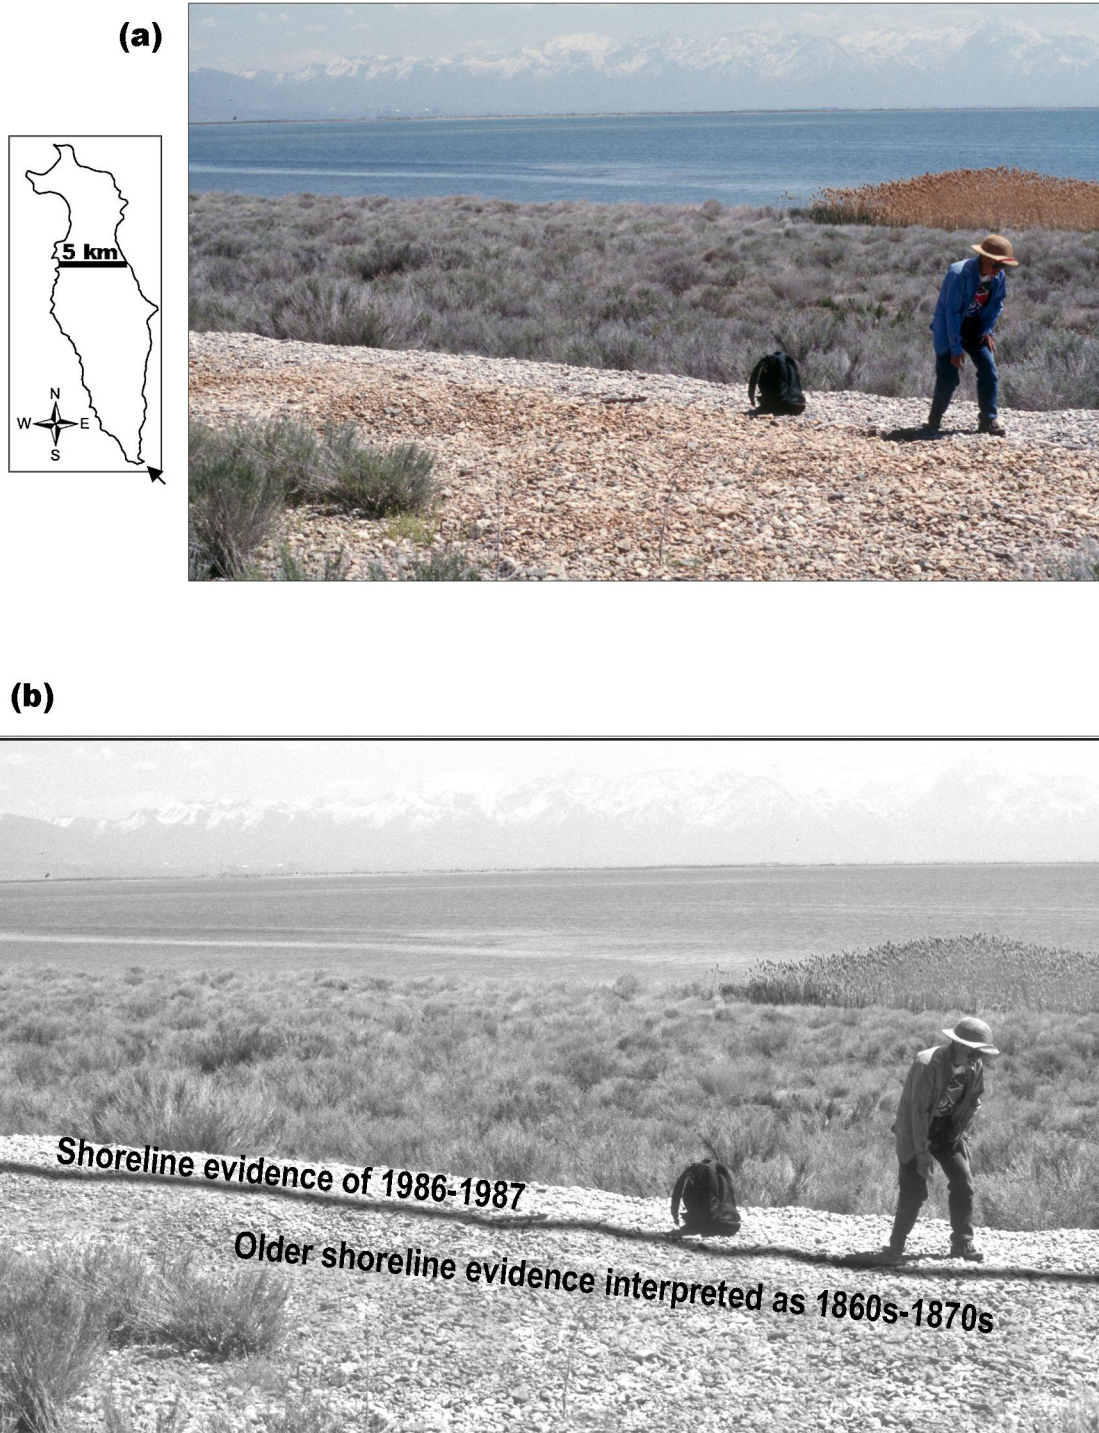 (a)
5 km
N
W E
S
(b)
Shoreline evidence of 1986-1987
Older shoreline evidence interpreted as 1860s-1870s